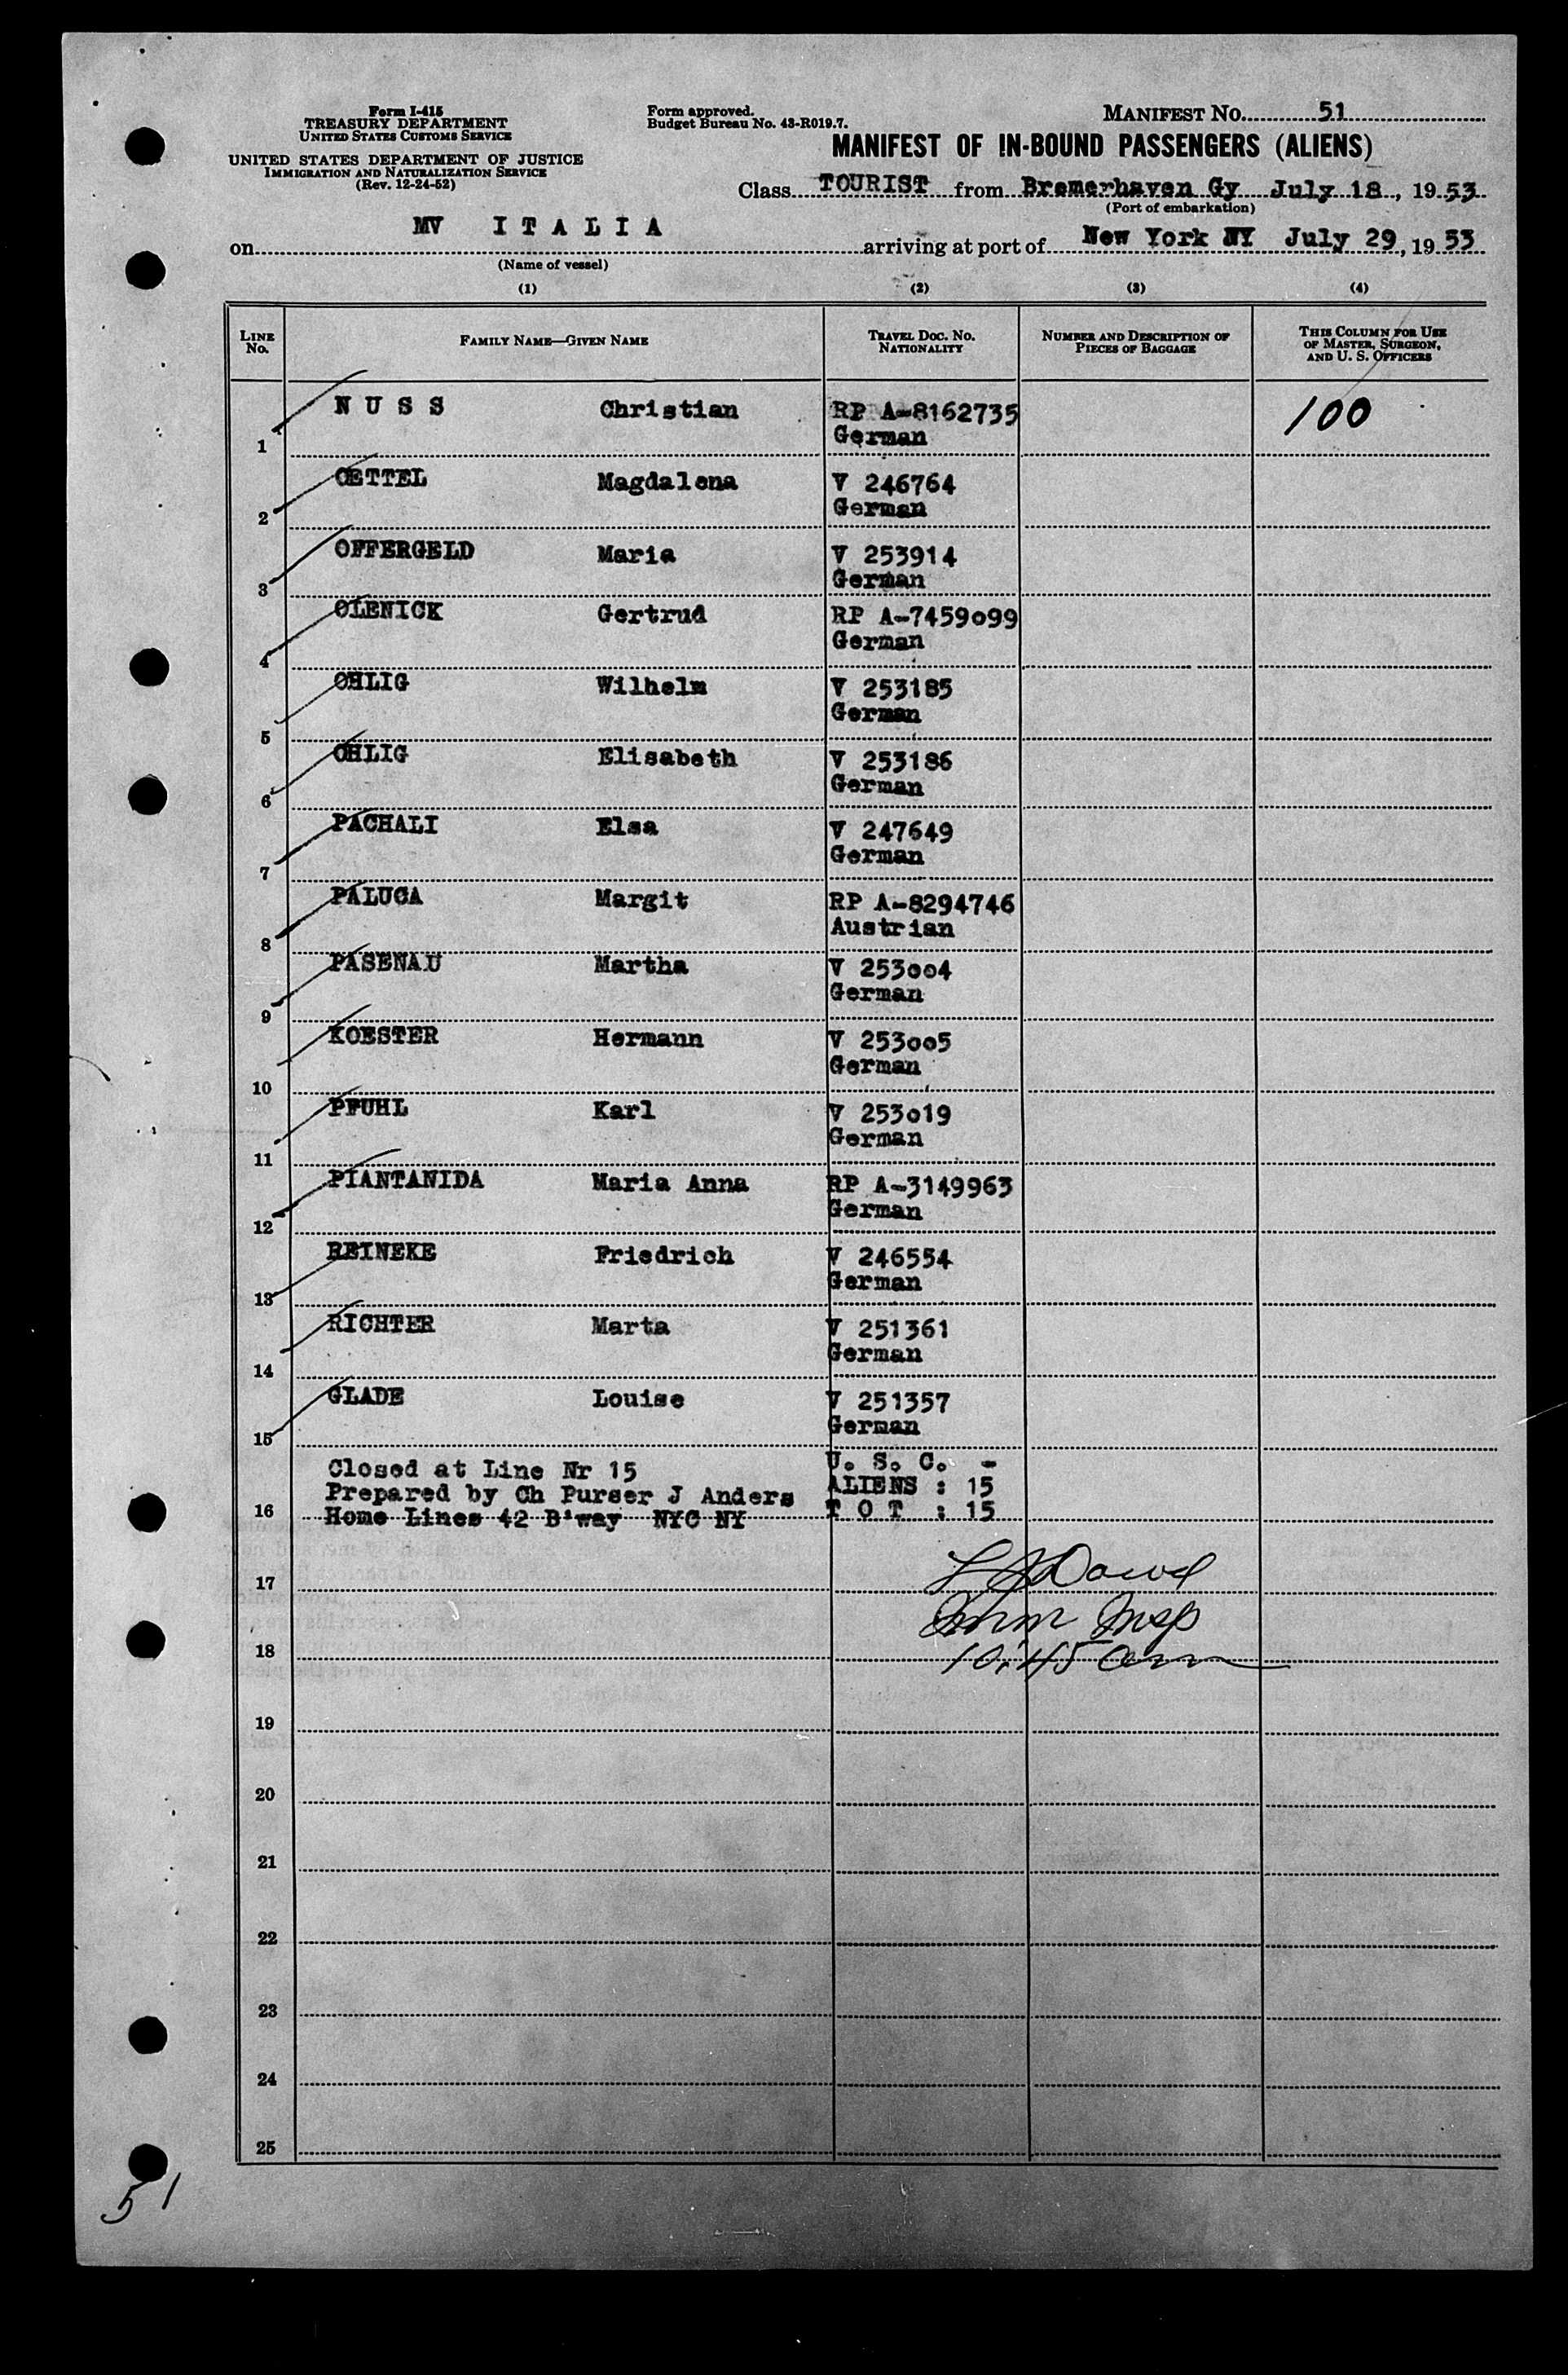 Form I-415
TREASURY DEPARTMENT
UNITED STATES CUSTOMS SERVICE
UNITED STATES DEPARTMENT OF JUSTICE
IMMIGRATION AND NATURALIZATION SERVICE
(Rev. 12-24-52)
Form approved.
Budget Bureau No. 43-R019.7.
MANIFEST No. 51
MANIFEST OF IN-BOUND PASSENGERS (ALIENS)
Class TOURIST from Bremerhaven Gy July 18, 1953
(Port of embarkation)
on MV I T A L I A arriving at port of New York NY July 29, 1953
(Name of vessel)
(1) (2) (3) (4)
LINE No. FAMILY NAME—GIVEN NAME TRAVEL DOC. NO. NATIONALITY NUMBER AND DESCRIPTION OF PIECES OF BAGGAGE THIS COLUMN FOR USE OF MASTER, SURGEON, AND U. S. OFFICERS
1 N U S S Christian RP A-8162735 100
German
2 OETTEL Magdalena V 246764
German
3 OFFERGELD Maria V 253914
German
4 OLENICK Gertrud RP A-7459099
German
5 OHLIG Wilhelm V 253185
German
6 OHLIG Elisabeth V 253186
German
7 PACHALI Elsa V 247649
German
8 PALUCA Margit RP A-8294746
Austrian
9 PASENAU Martha V 253004
German
10 KOESTER Hermann V 253005
German
11 PFUHL Karl V 253019
German
12 PIANTANIDA Maria Anna RP A-3149963
German
13 REINEKE Friedrich V 246554
German
14 RICHTER Marta V 251361
German
15 GLADE Louise V 251357
German
Closed at Line Nr 15 U. S. C. -
Prepared by Ch Purser J Anders ALIENS : 15
16 Home Lines 42 B'way NYC NY T O T : 15
17
Imm Insp
18 10:45 am
19
20
21
22
23
24
25
51